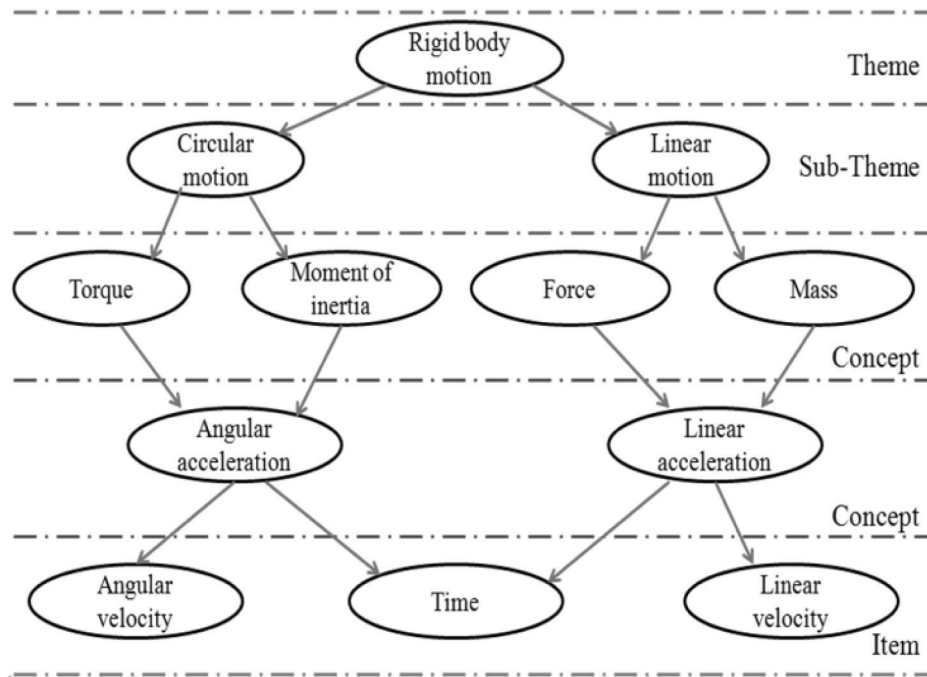 Rigid body
motion
Theme
Circular
motion
Linear
motion
Sub-Theme
Torque
Moment of
inertia
Force
Mass
Concept
Angular
acceleration
Linear
acceleration
Concept
Angular
velocity
Time
Linear
velocity
Item